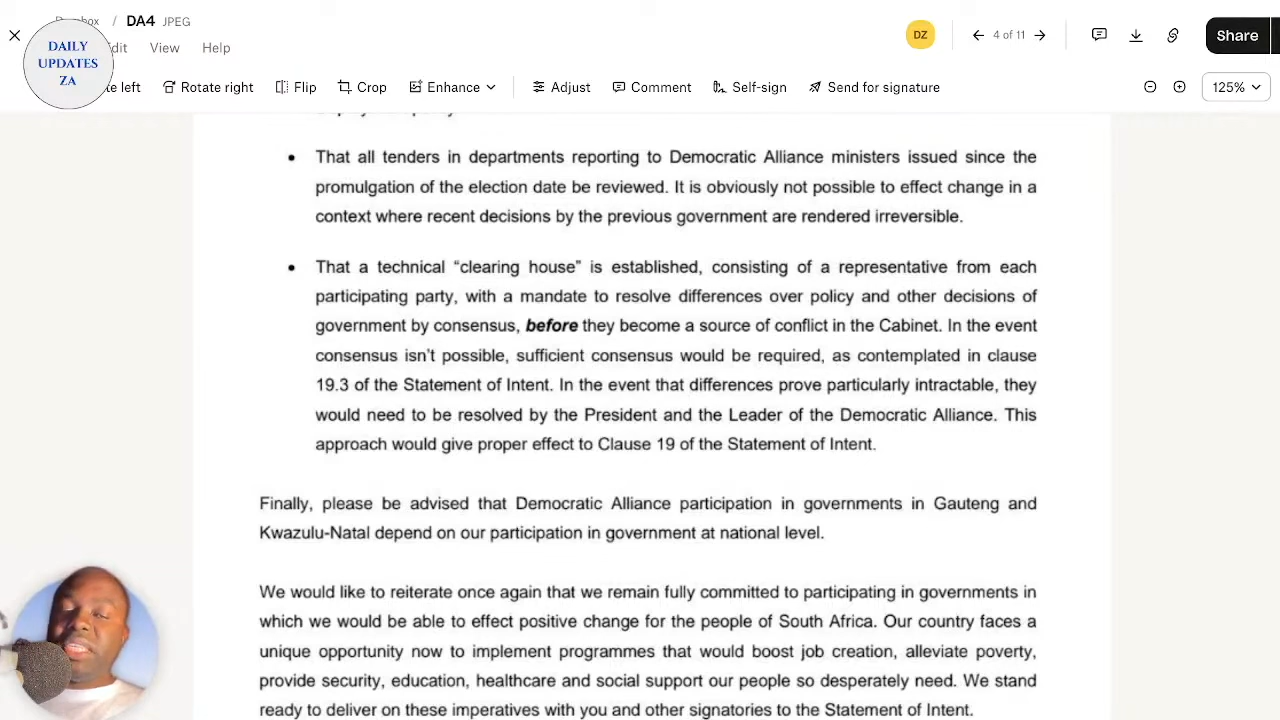 Dropbox / DA4 JPEG
DAILY
UPDATES
ZA
Edit View Help
DZ
4 of 11
Share
left Rotate right Flip Crop Enhance Adjust Comment Self-sign Send for signature
125%
• That all tenders in departments reporting to Democratic Alliance ministers issued since the
promulgation of the election date be reviewed. It is obviously not possible to effect change in a
context where recent decisions by the previous government are rendered irreversible.
• That a technical “clearing house” is established, consisting of a representative from each
participating party, with a mandate to resolve differences over policy and other decisions of
government by consensus, before they become a source of conflict in the Cabinet. In the event
consensus isn’t possible, sufficient consensus would be required, as contemplated in clause
19.3 of the Statement of Intent. In the event that differences prove particularly intractable, they
would need to be resolved by the President and the Leader of the Democratic Alliance. This
approach would give proper effect to Clause 19 of the Statement of Intent.
Finally, please be advised that Democratic Alliance participation in governments in Gauteng and
Kwazulu-Natal depend on our participation in government at national level.
We would like to reiterate once again that we remain fully committed to participating in governments in
which we would be able to effect positive change for the people of South Africa. Our country faces a
unique opportunity now to implement programmes that would boost job creation, alleviate poverty,
provide security, education, healthcare and social support our people so desperately need. We stand
ready to deliver on these imperatives with you and other signatories to the Statement of Intent.